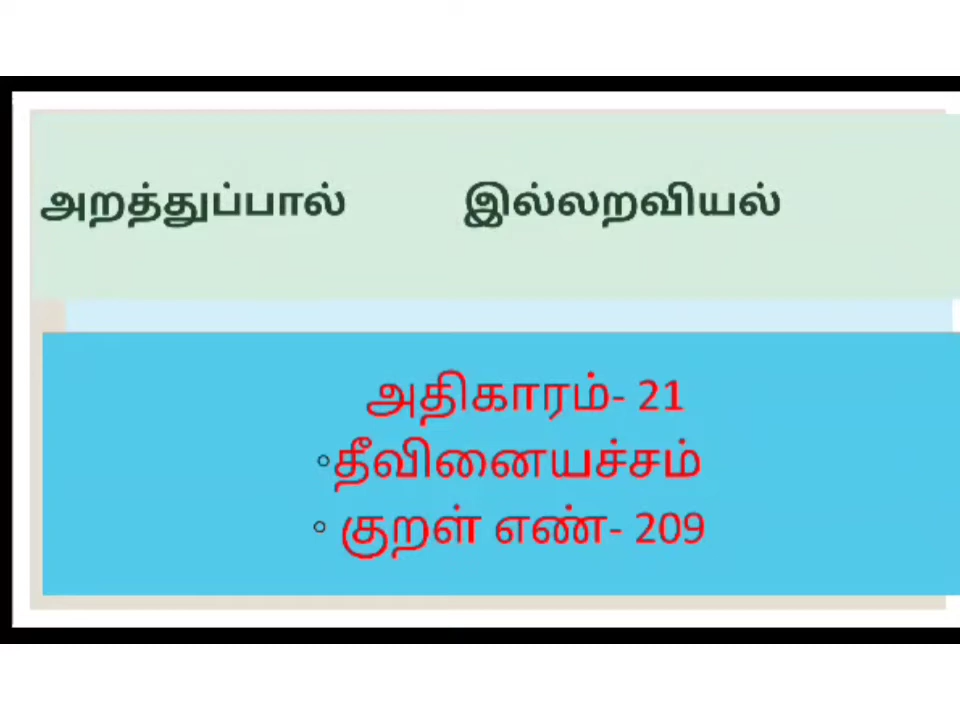 அறத்துப்பால் இல்லறவியல்
அதிகாரம்- 21
◦தீவினையச்சம்
◦ குறள் எண்- 209